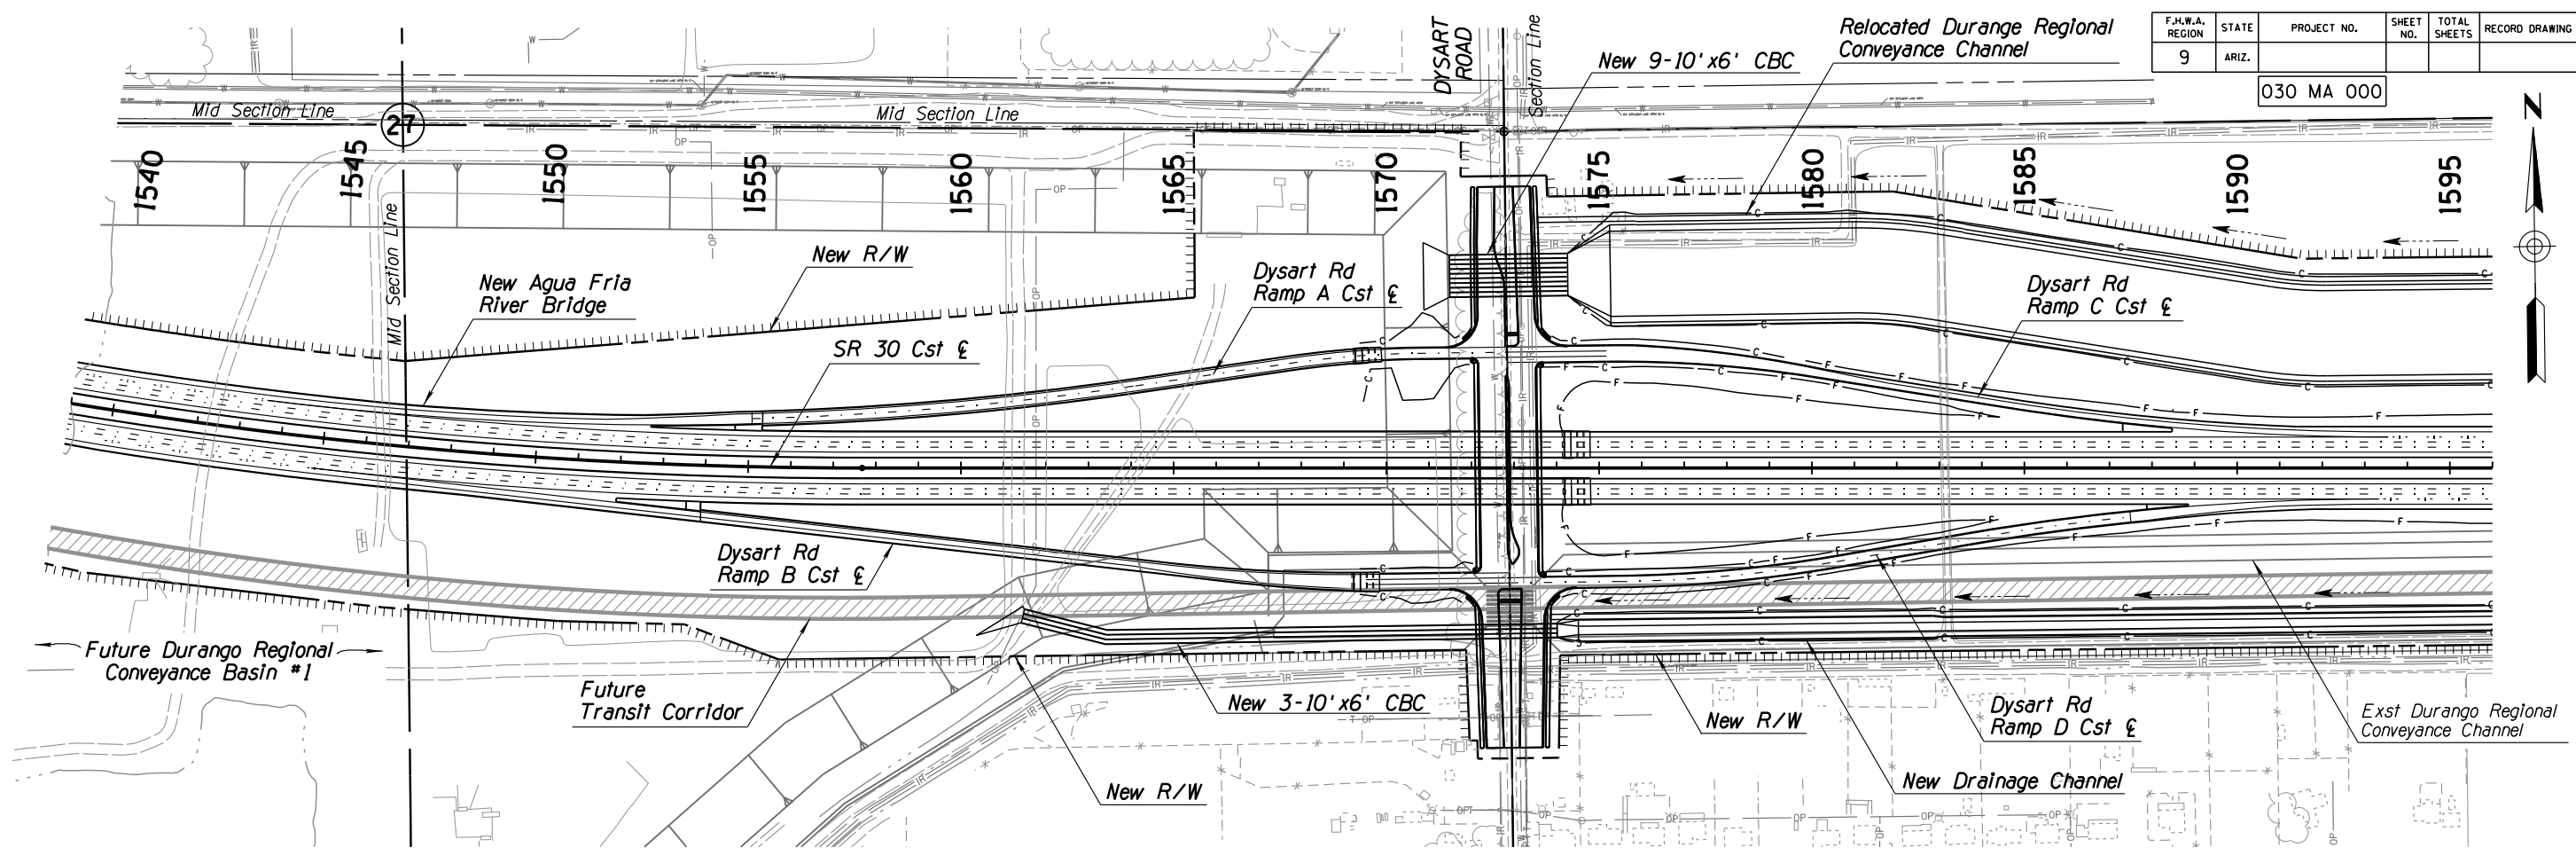 F.H.W.A. REGION
STATE
PROJECT NO.
SHEET NO.
TOTAL SHEETS
RECORD DRAWING
9
ARIZ.
030 MA 000
N
DYSART ROAD
Section Line
New 9-10'x6' CBC
Relocated Durange Regional
Conveyance Channel
Mid Section Line
27
Mid Section Line
1540
1545
1550
1555
1560
1565
1570
1575
1580
1585
1590
1595
Mid Section Line
New R/W
New Agua Fria
River Bridge
Dysart Rd
Ramp A Cst ℄
Dysart Rd
Ramp C Cst ℄
SR 30 Cst ℄
Dysart Rd
Ramp B Cst ℄
Future Durango Regional
Conveyance Basin #1
Future
Transit Corridor
New 3-10'x6' CBC
New R/W
New R/W
Dysart Rd
Ramp D Cst ℄
Exst Durango Regional
Conveyance Channel
New Drainage Channel